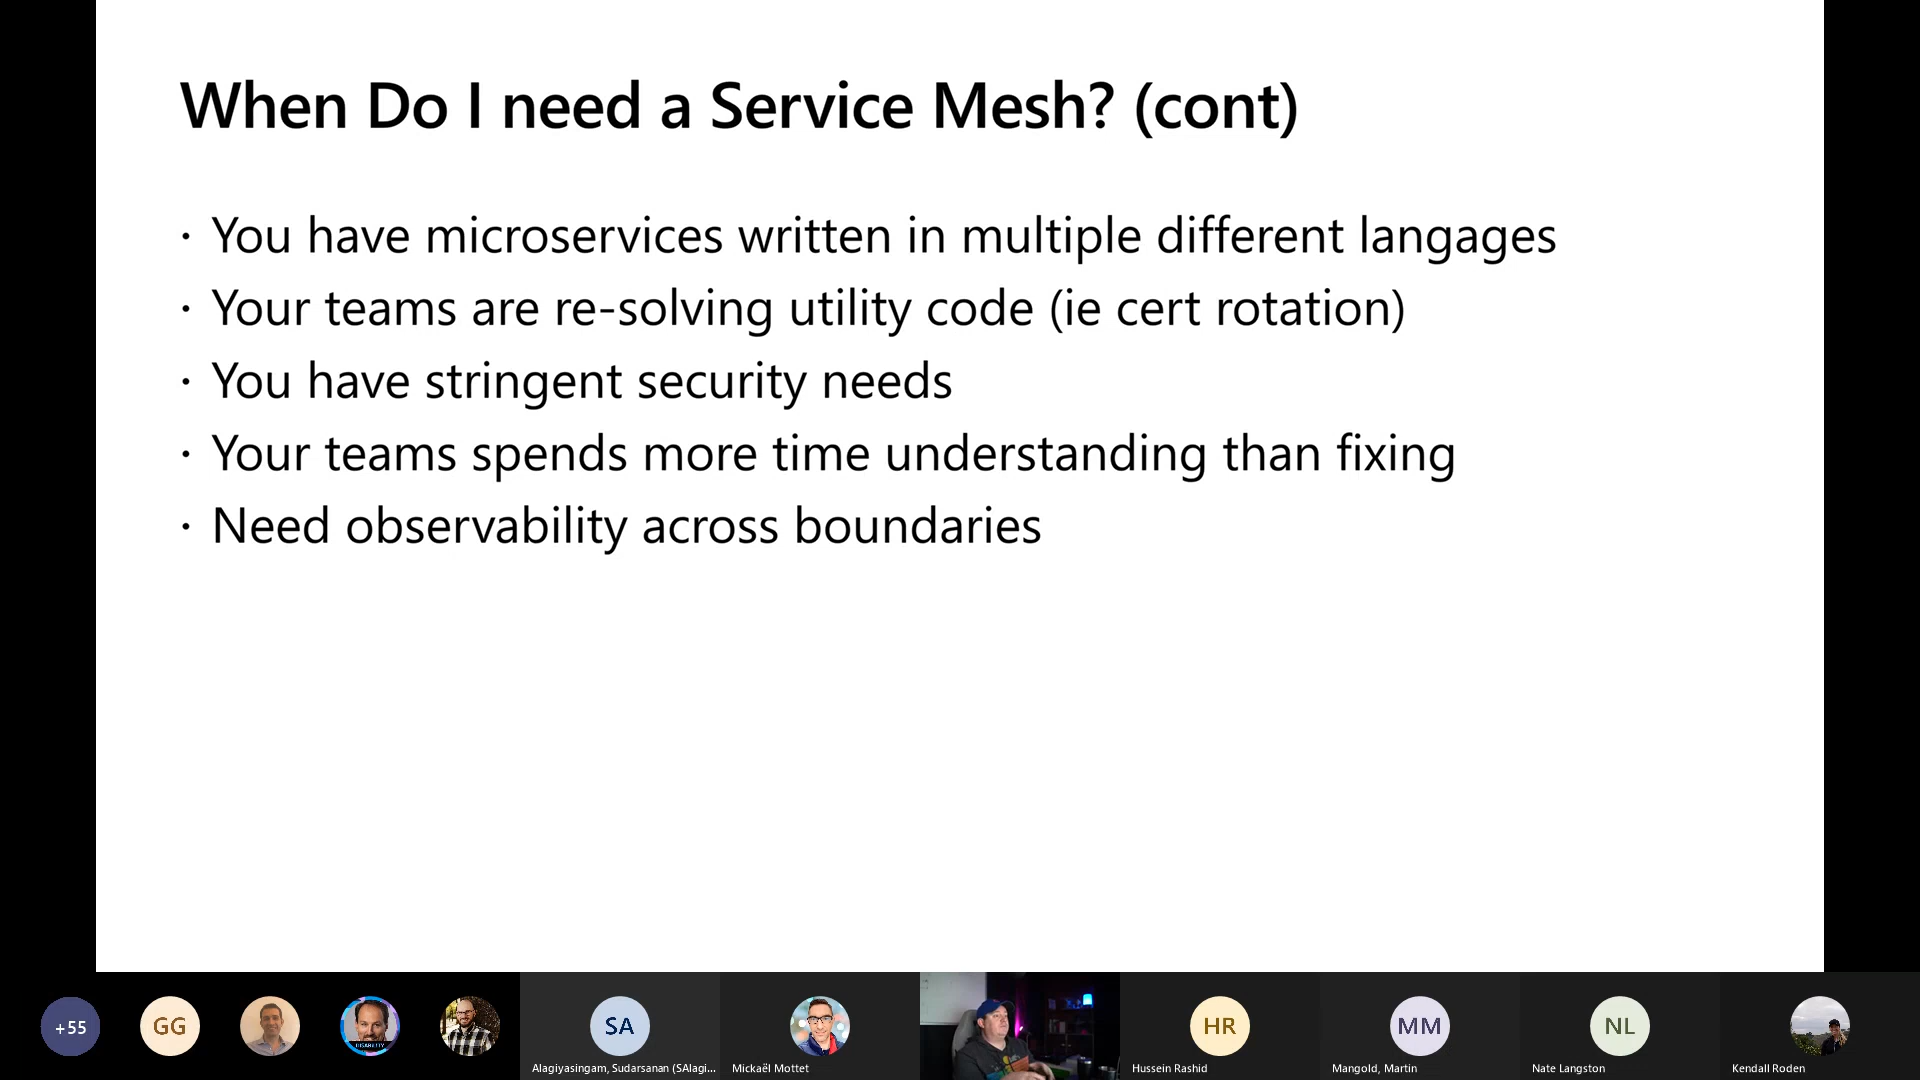 When Do I need a Service Mesh? (cont)
· You have microservices written in multiple different langages
· Your teams are re-solving utility code (ie cert rotation)
· You have stringent security needs
· Your teams spends more time understanding than fixing
· Need observability across boundaries
+55
GG
SA
HR
MM
NL
Alagiyasingam, Sudarsanan (SAlagi...
Mickaël Mottet
Hussein Rashid
Mangold, Martin
Nate Langston
Kendall Roden